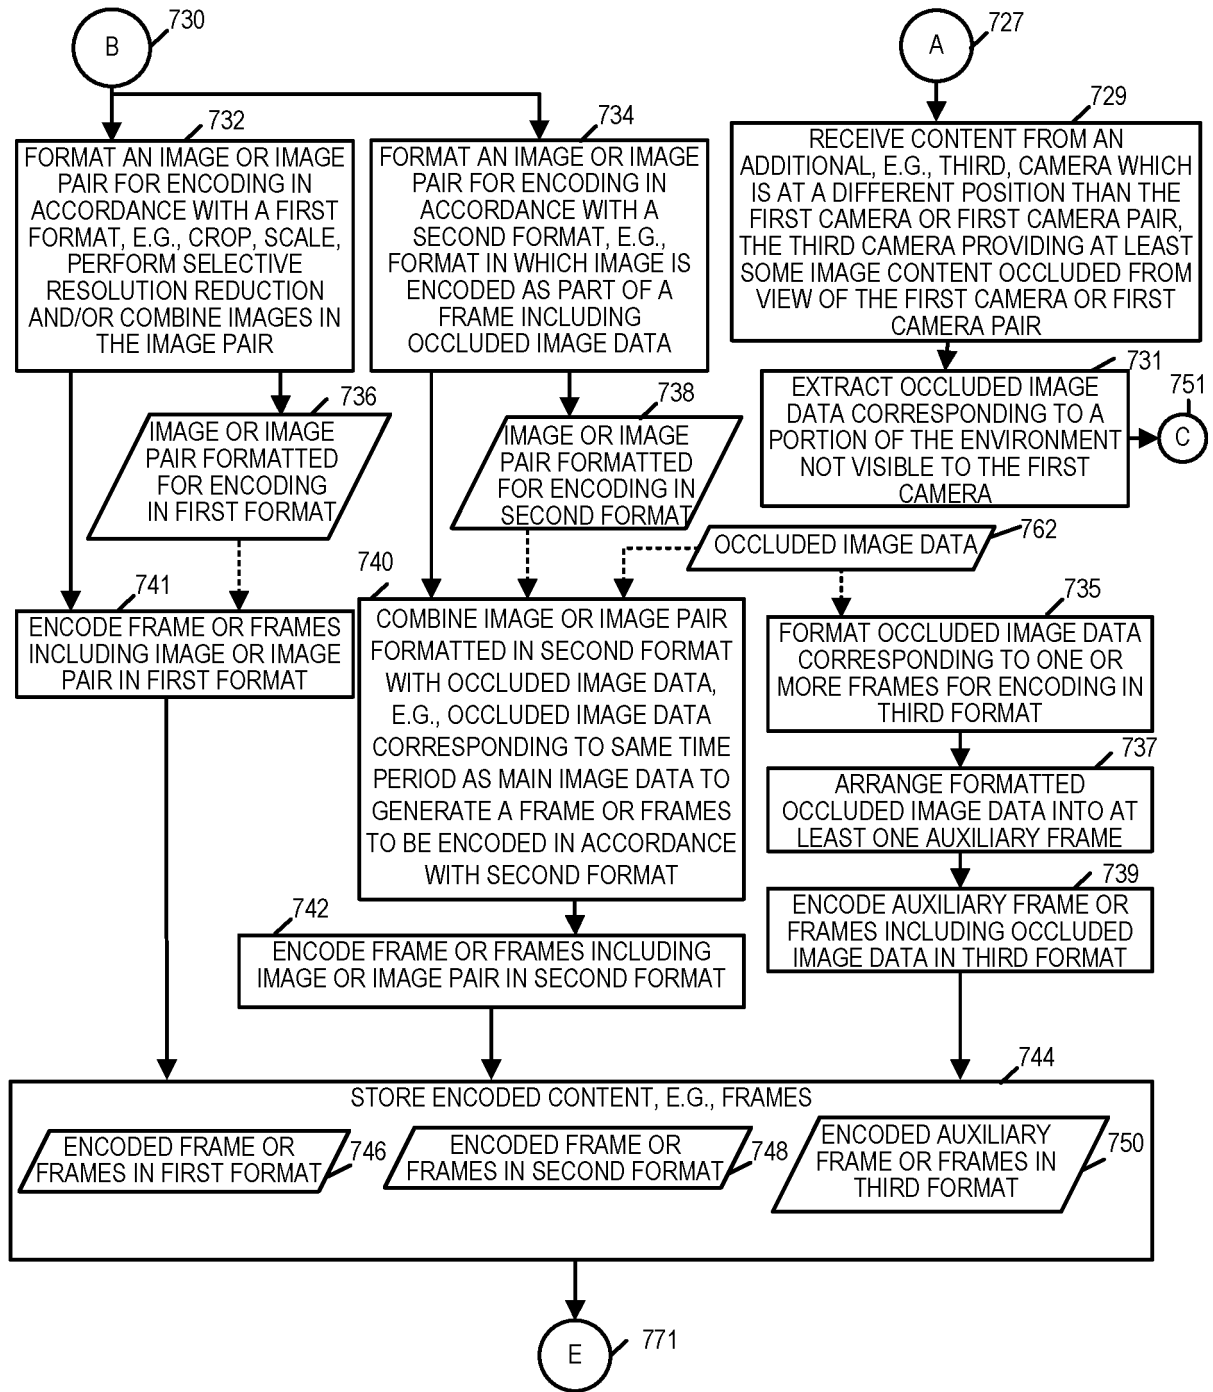 B
730
732
FORMAT AN IMAGE OR IMAGE
PAIR FOR ENCODING IN
ACCORDANCE WITH A FIRST
FORMAT, E.G., CROP, SCALE,
PERFORM SELECTIVE
RESOLUTION REDUCTION
AND/OR COMBINE IMAGES IN
THE IMAGE PAIR
734
FORMAT AN IMAGE OR IMAGE
PAIR FOR ENCODING IN
ACCORDANCE WITH A
SECOND FORMAT, E.G.,
FORMAT IN WHICH IMAGE IS
ENCODED AS PART OF A
FRAME INCLUDING
OCCLUDED IMAGE DATA
A
727
729
RECEIVE CONTENT FROM AN
ADDITIONAL, E.G., THIRD, CAMERA WHICH
IS AT A DIFFERENT POSITION THAN THE
FIRST CAMERA OR FIRST CAMERA PAIR,
THE THIRD CAMERA PROVIDING AT LEAST
SOME IMAGE CONTENT OCCLUDED FROM
VIEW OF THE FIRST CAMERA OR FIRST
CAMERA PAIR
731
EXTRACT OCCLUDED IMAGE
DATA CORRESPONDING TO A
PORTION OF THE ENVIRONMENT
NOT VISIBLE TO THE FIRST
CAMERA
751
C
736
IMAGE OR IMAGE
PAIR FORMATTED
FOR ENCODING
IN FIRST FORMAT
738
IMAGE OR IMAGE
PAIR FORMATTED
FOR ENCODING IN
SECOND FORMAT
OCCLUDED IMAGE DATA
762
741
ENCODE FRAME OR FRAMES
INCLUDING IMAGE OR IMAGE
PAIR IN FIRST FORMAT
740
COMBINE IMAGE OR IMAGE PAIR
FORMATTED IN SECOND FORMAT
WITH OCCLUDED IMAGE DATA,
E.G., OCCLUDED IMAGE DATA
CORRESPONDING TO SAME TIME
PERIOD AS MAIN IMAGE DATA TO
GENERATE A FRAME OR FRAMES
TO BE ENCODED IN ACCORDANCE
WITH SECOND FORMAT
735
FORMAT OCCLUDED IMAGE DATA
CORRESPONDING TO ONE OR
MORE FRAMES FOR ENCODING IN
THIRD FORMAT
737
ARRANGE FORMATTED
OCCLUDED IMAGE DATA INTO AT
LEAST ONE AUXILIARY FRAME
739
ENCODE AUXILIARY FRAME OR
FRAMES INCLUDING OCCLUDED
IMAGE DATA IN THIRD FORMAT
742
ENCODE FRAME OR FRAMES INCLUDING
IMAGE OR IMAGE PAIR IN SECOND FORMAT
744
STORE ENCODED CONTENT, E.G., FRAMES
ENCODED FRAME OR
FRAMES IN FIRST FORMAT
746
ENCODED FRAME OR
FRAMES IN SECOND FORMAT
748
ENCODED AUXILIARY
FRAME OR FRAMES IN
THIRD FORMAT
750
E
771